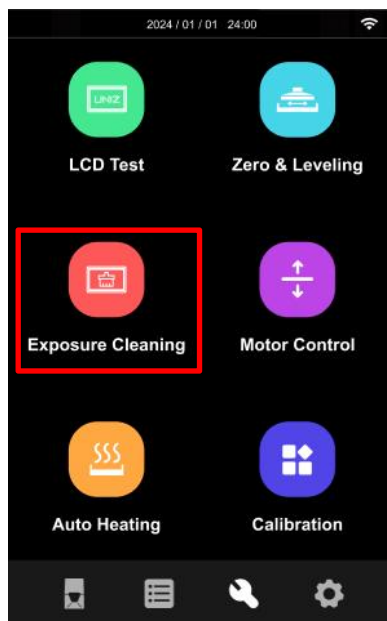 2024 / 01 / 01 24:00
UNIZ
LCD Test
Zero & Leveling
Exposure Cleaning
Motor Control
Auto Heating
Calibration